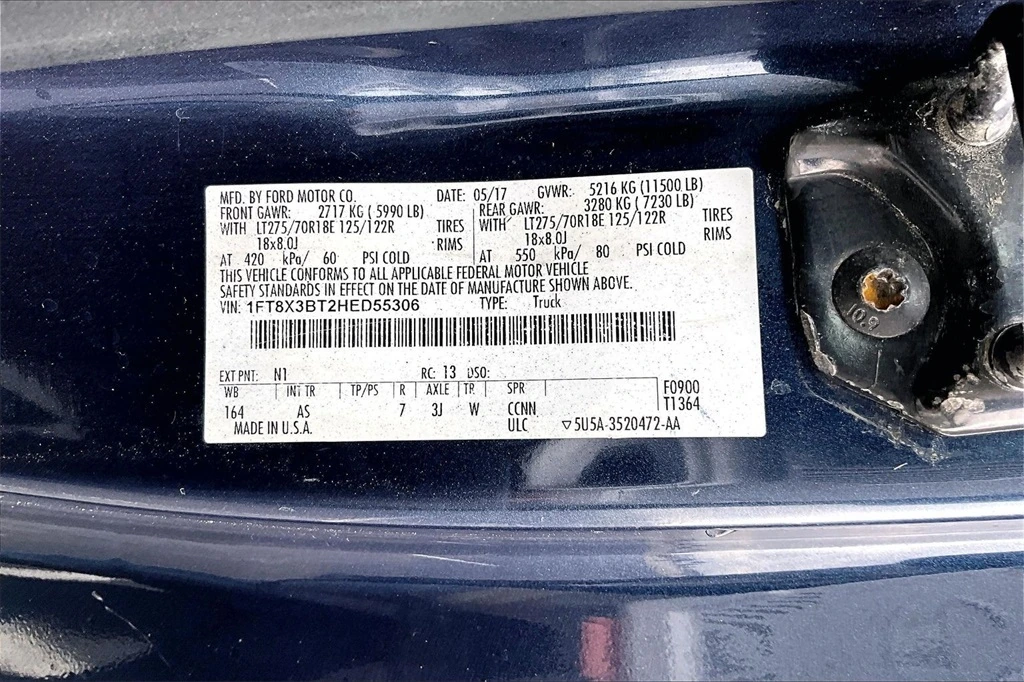 MFD. BY FORD MOTOR CO. DATE: 05/17 GVWR: 5216 KG (11500 LB)
FRONT GAWR: 2717 KG ( 5990 LB) REAR GAWR: 3280 KG ( 7230 LB)
WITH LT275/70R18E 125/122R TIRES WITH LT275/70R18E 125/122R TIRES
18x8.0J RIMS 18x8.0J RIMS
AT 420 kPa/ 60 PSI COLD AT 550 kPa/ 80 PSI COLD
THIS VEHICLE CONFORMS TO ALL APPLICABLE FEDERAL MOTOR VEHICLE
SAFETY STANDARDS IN EFFECT ON THE DATE OF MANUFACTURE SHOWN ABOVE.
VIN: 1FT8X3BT2HED55306 TYPE: Truck
EXT PNT: N1 RC: 13 DSO:
WB INT TR TP/PS R AXLE TR SPR F0900
164 AS 7 3J W CCNN T1364
MADE IN U.S.A. ULC ▽5U5A-3520472-AA
10.9